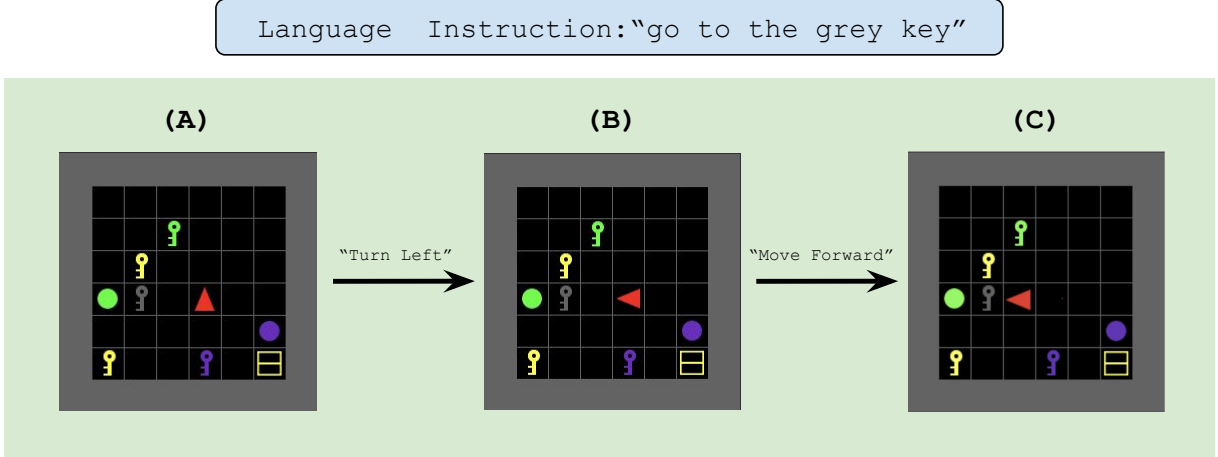 Language Instruction:“go to the grey key”
(A)
(B)
(C)
“Turn Left”
“Move Forward”